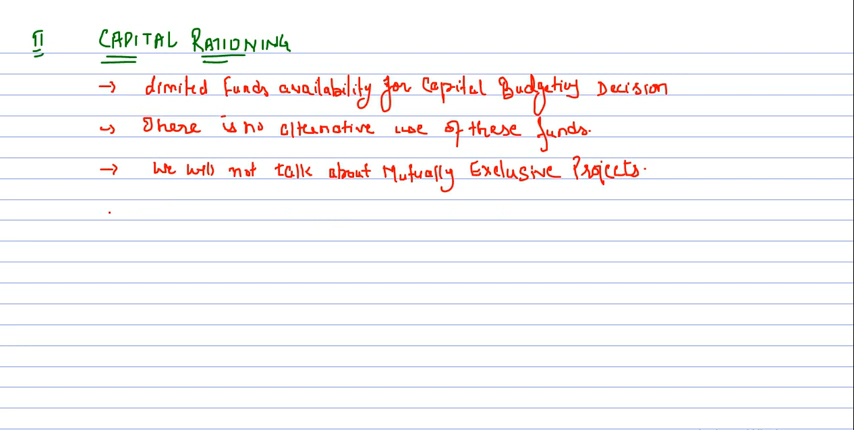 II CAPITAL RATIONING
→ Limited Funds availability for Capital Budgeting Decision
→ There is no alternative use of these funds.
→ We will not talk about Mutually Exclusive Projects.